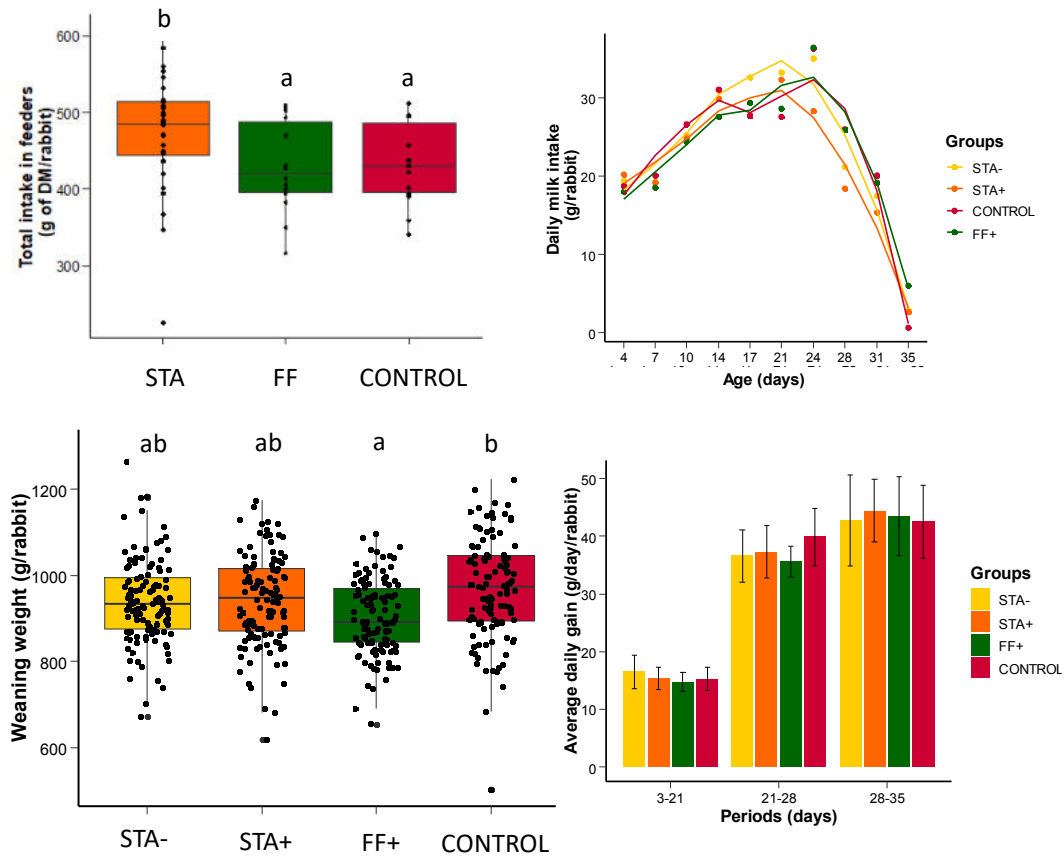 b
a
a
600
500
400
300
Total intake in feeders
(g of DM/rabbit)
STA FF CONTROL
30
20
10
0
Daily milk intake
(g/rabbit)
4 7 10 14 21 24 28 31 35
Age (days)
Groups
STA-
STA+
CONTROL
FF+
ab ab a b
1200
1000
800
600
Weaning weight (g/rabbit)
STA- STA+ FF+ CONTROL
50
40
30
20
10
0
Average daily gain (g/day/rabbit)
3-21 21-28 28-35
Periods (days)
Groups
STA-
STA+
FF+
CONTROL